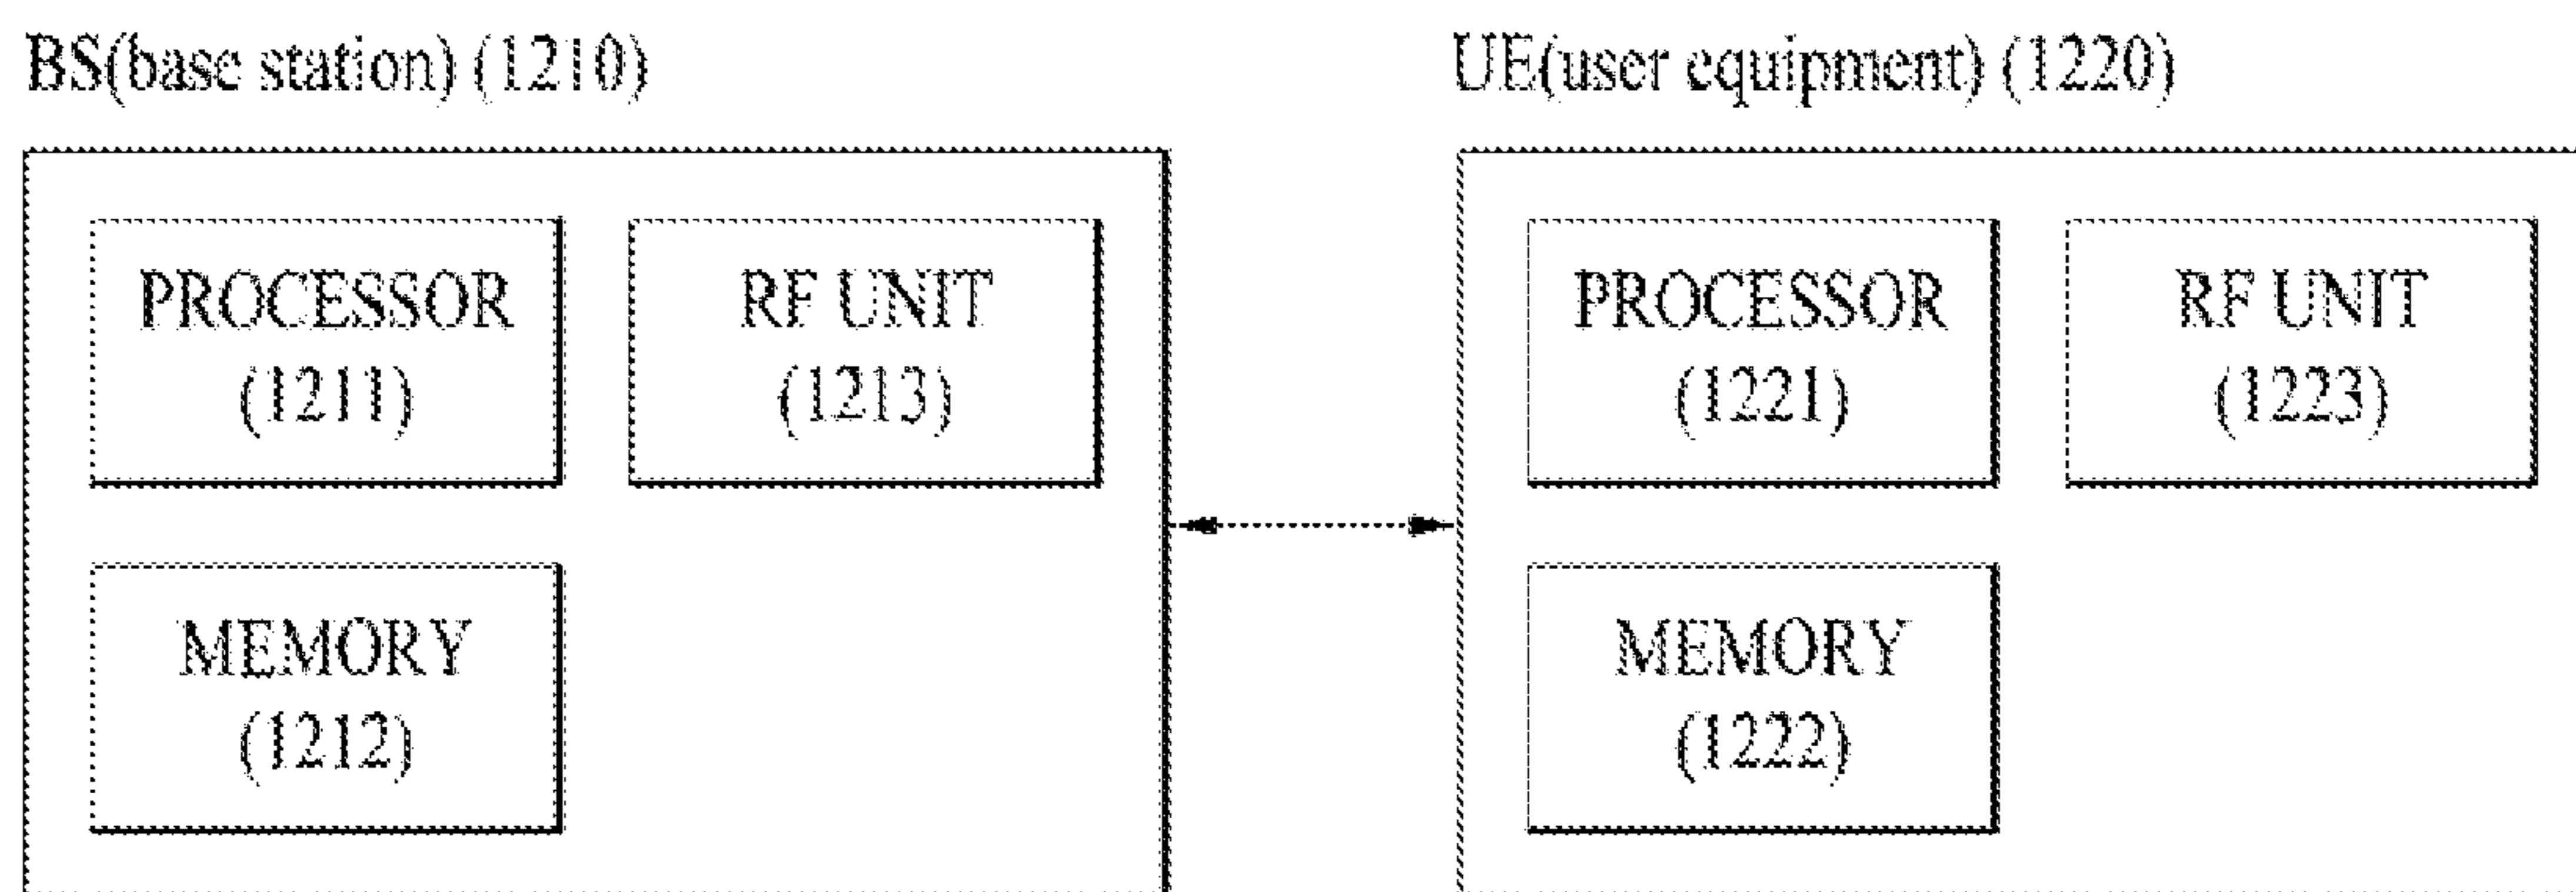 BS(base station) (1210)
PROCESSOR
(1211)
RF UNIT
(1213)
MEMORY
(1212)
UE(user equipment) (1220)
PROCESSOR
(1221)
RF UNIT
(1223)
MEMORY
(1222)